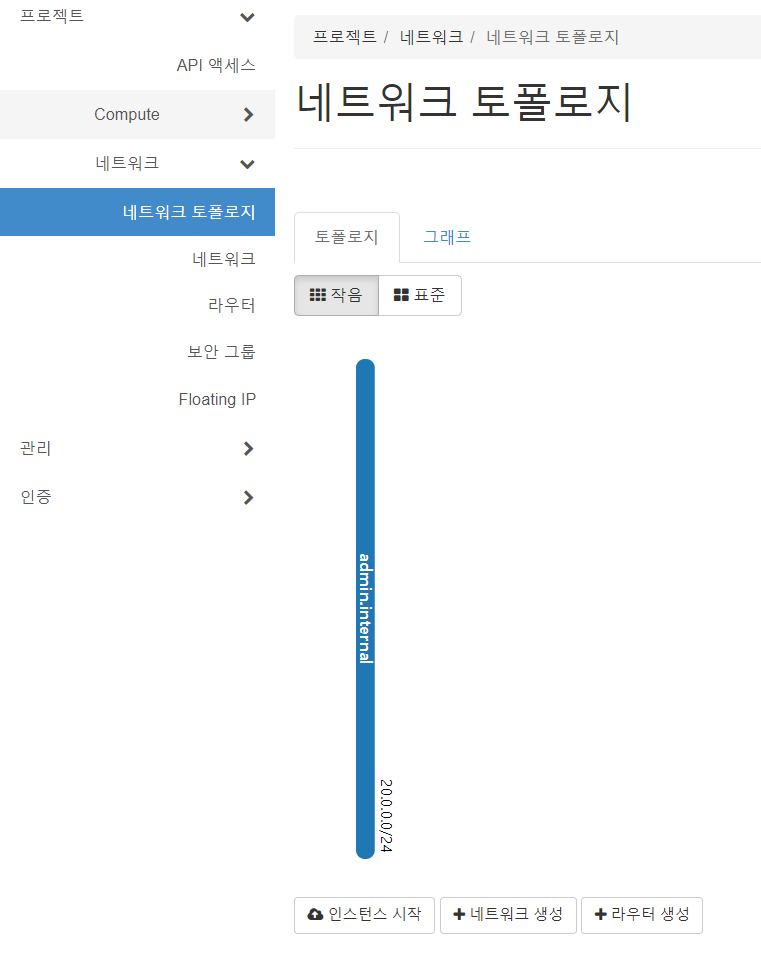 프로젝트
API 액세스
Compute
네트워크
네트워크 토폴로지
네트워크
라우터
보안 그룹
Floating IP
관리
인증
프로젝트 / 네트워크 / 네트워크 토폴로지
네트워크 토폴로지
토폴로지 그래프
작음 표준
admin.internal
20.0.0.0/24
인스턴스 시작 네트워크 생성 라우터 생성